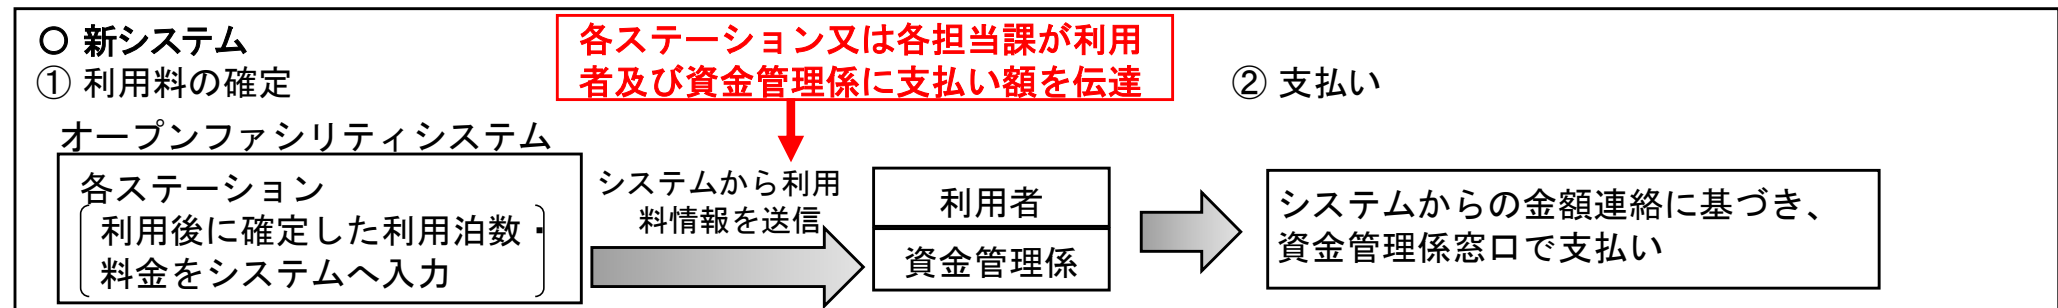 ○ 新システム
① 利用料の確定
各ステーション又は各担当課が利用
者及び資金管理係に支払い額を伝達
② 支払い
オープンファシリティシステム
各ステーション
利用後に確定した利用泊数・
料金をシステムへ入力
システムから利用
料情報を送信
利用者
資金管理係
システムからの金額連絡に基づき、
資金管理係窓口で支払い